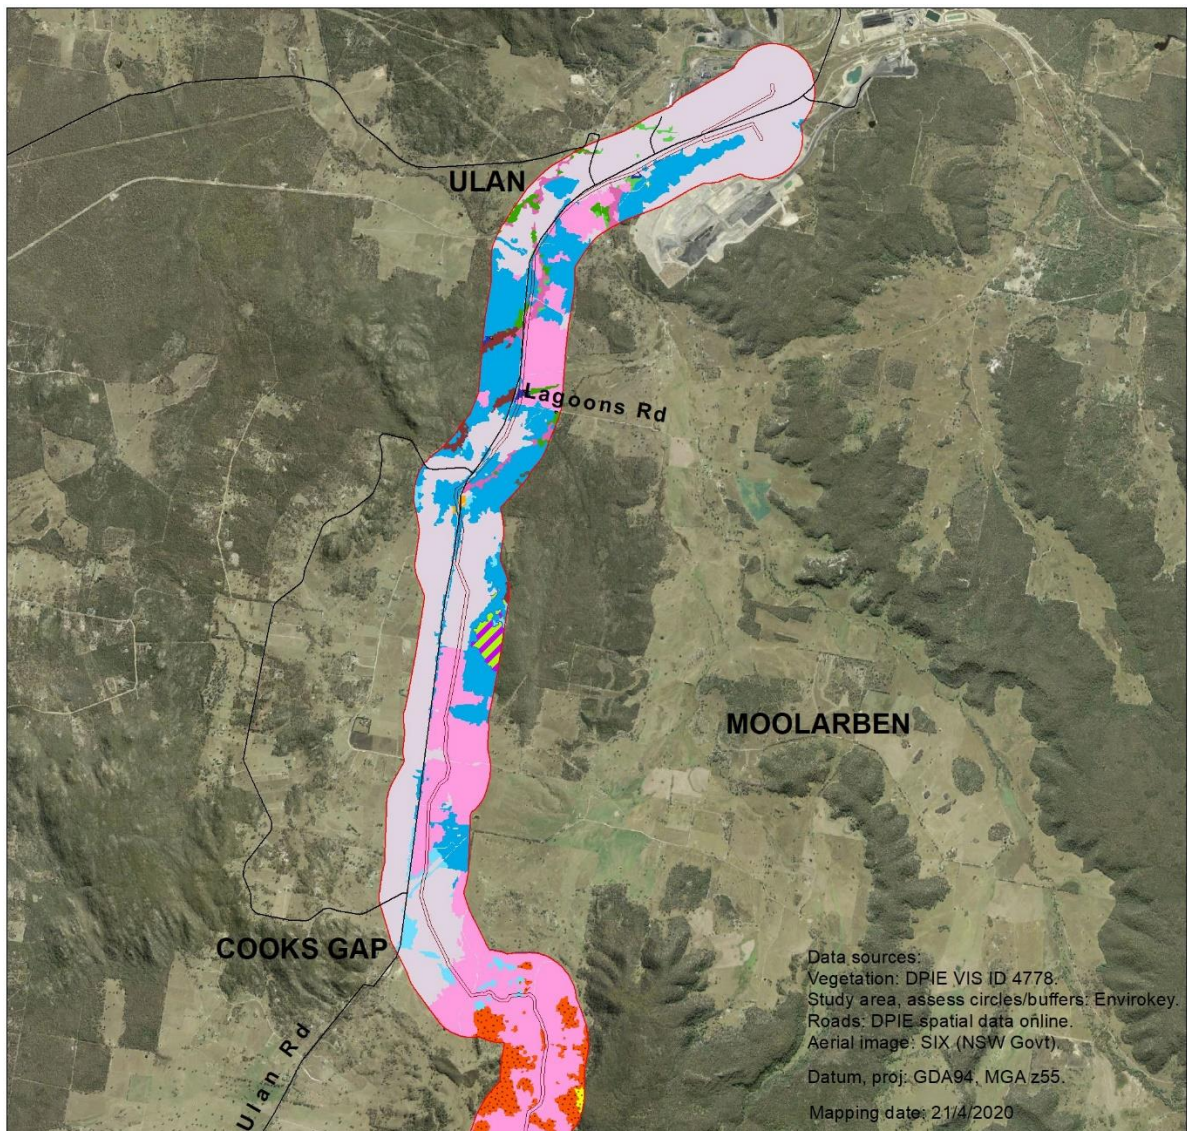 ULAN
Lagoons Rd
MOOLARBEN
COOKS GAP
Ulan Rd
Data sources:
Vegetation: DPIE VIS ID 4778.
Study area, assess circles/buffers: Envirokey.
Roads: DPIE spatial data online.
Aerial image: SIX (NSW Govt).
Datum, proj: GDA94, MGA z55.
Mapping date: 21/4/2020